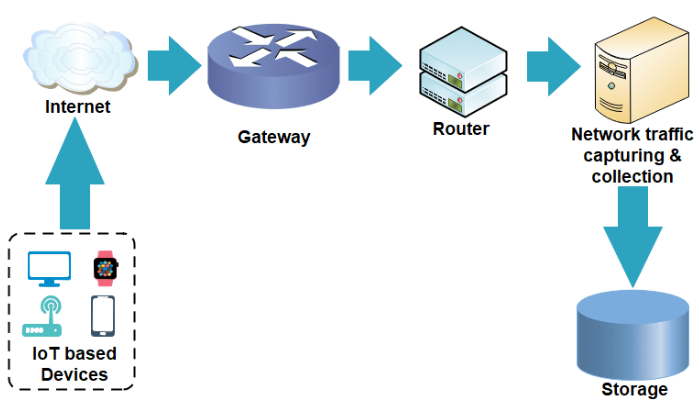 Internet
Gateway
Router
Network traffic
capturing &
collection
IoT based
Devices
Storage